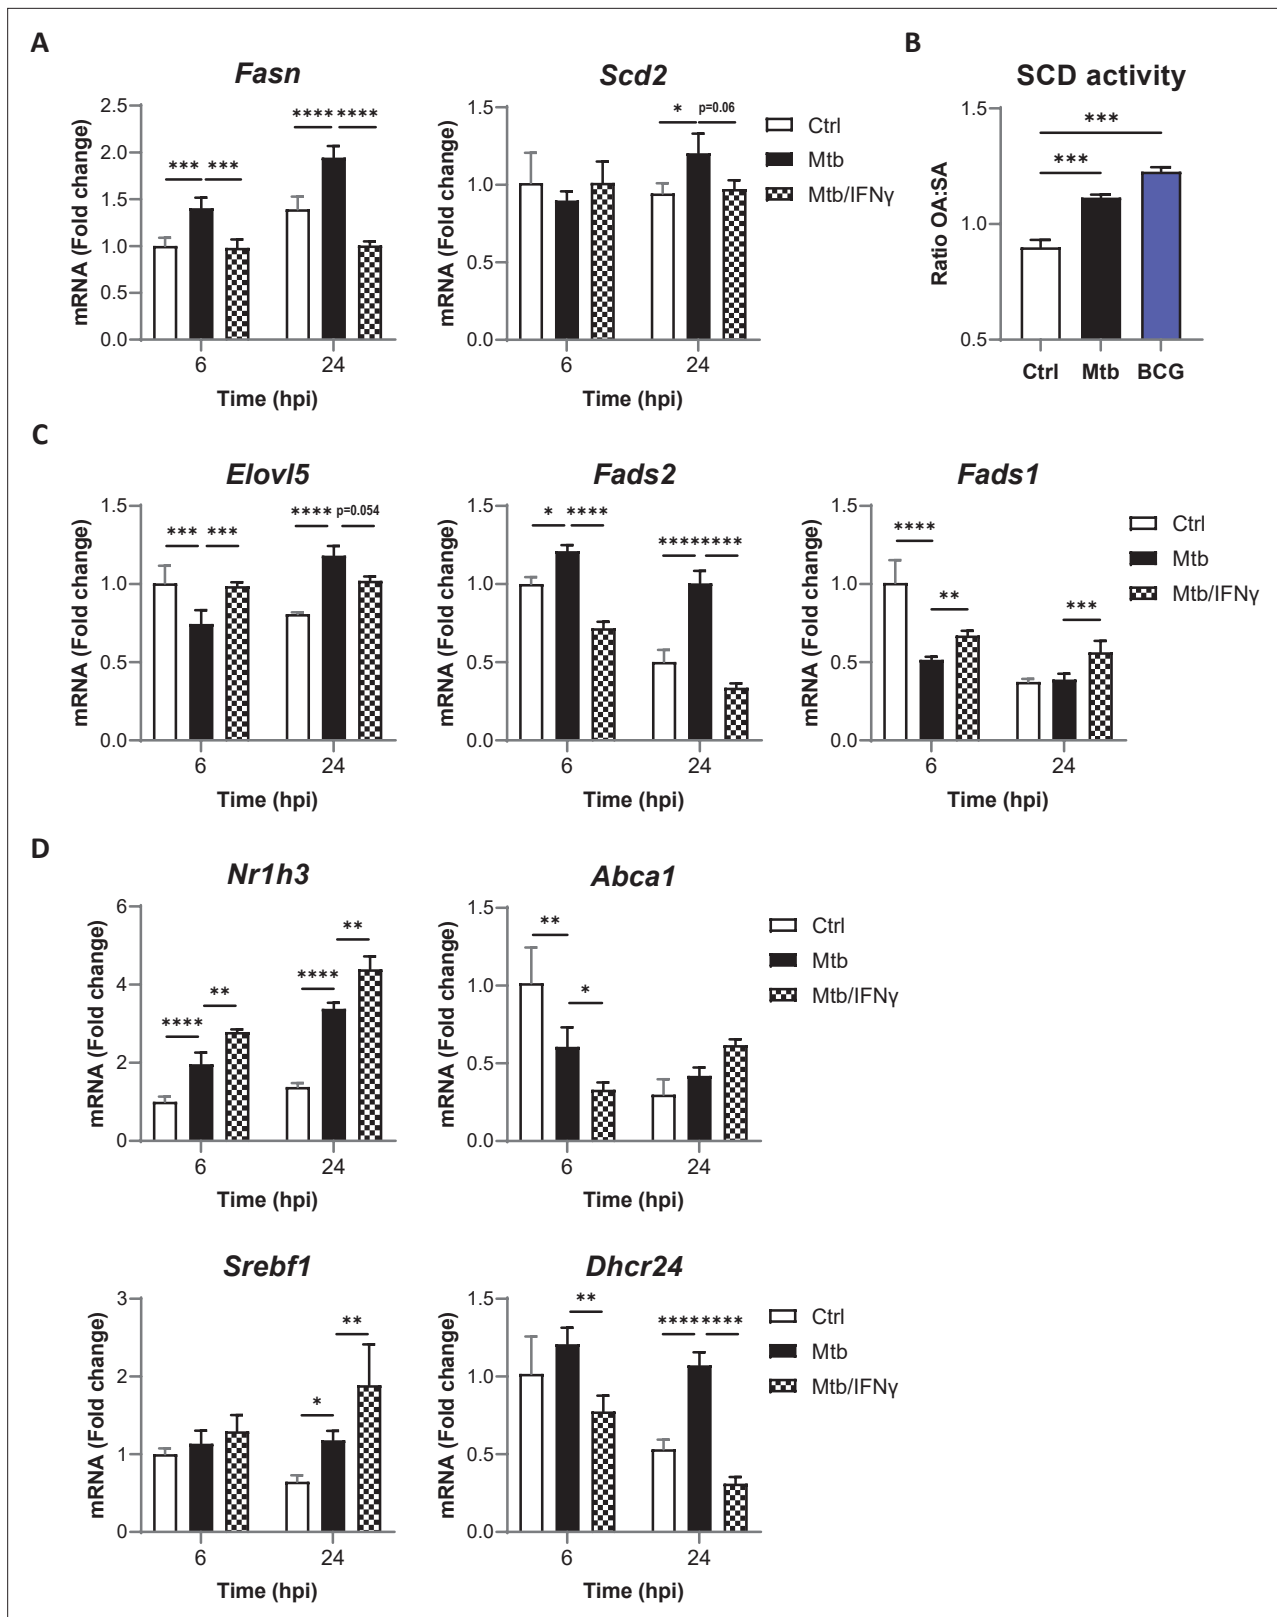 A
B
Fasn
Scd2
SCD activity
mRNA (Fold change)
2.5
2.0
1.5
1.0
0.5
0.0
*** ***
**** ****
6
24
Time (hpi)
mRNA (Fold change)
1.5
1.0
0.5
0.0
* p=0.06
6
24
Time (hpi)
Ctrl
Mtb
Mtb/IFNγ
Ratio OA:SA
1.5
1.0
0.5
***
***
Ctrl Mtb BCG
C
Elovl5
Fads2
Fads1
mRNA (Fold change)
1.5
1.0
0.5
0.0
*** ***
**** p=0.054
6
24
Time (hpi)
mRNA (Fold change)
1.5
1.0
0.5
0.0
* ****
**** ****
6
24
Time (hpi)
mRNA (Fold change)
1.5
1.0
0.5
0.0
****
**
***
6
24
Time (hpi)
Ctrl
Mtb
Mtb/IFNγ
D
Nr1h3
Abca1
mRNA (Fold change)
6
4
2
0
****
**
****
**
6
24
Time (hpi)
mRNA (Fold change)
1.5
1.0
0.5
0.0
**
*
6
24
Time (hpi)
Ctrl
Mtb
Mtb/IFNγ
Srebf1
Dhcr24
mRNA (Fold change)
3
2
1
0
*
**
6
24
Time (hpi)
mRNA (Fold change)
1.5
1.0
0.5
0.0
**
**** ****
6
24
Time (hpi)
Ctrl
Mtb
Mtb/IFNγ